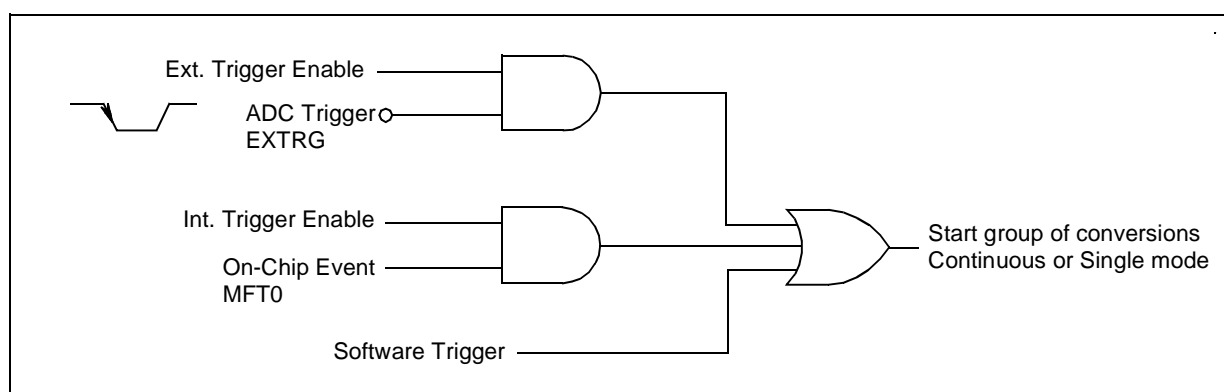 Ext. Trigger Enable
ADC Trigger
EXTRG
Int. Trigger Enable
On-Chip Event
MFT0
Software Trigger
Start group of conversions
Continuous or Single mode